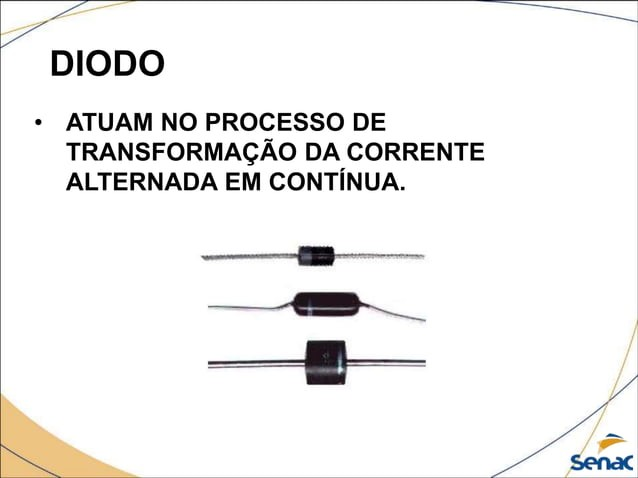 DIODO
• ATUAM NO PROCESSO DE
TRANSFORMAÇÃO DA CORRENTE
ALTERNADA EM CONTÍNUA.
senac